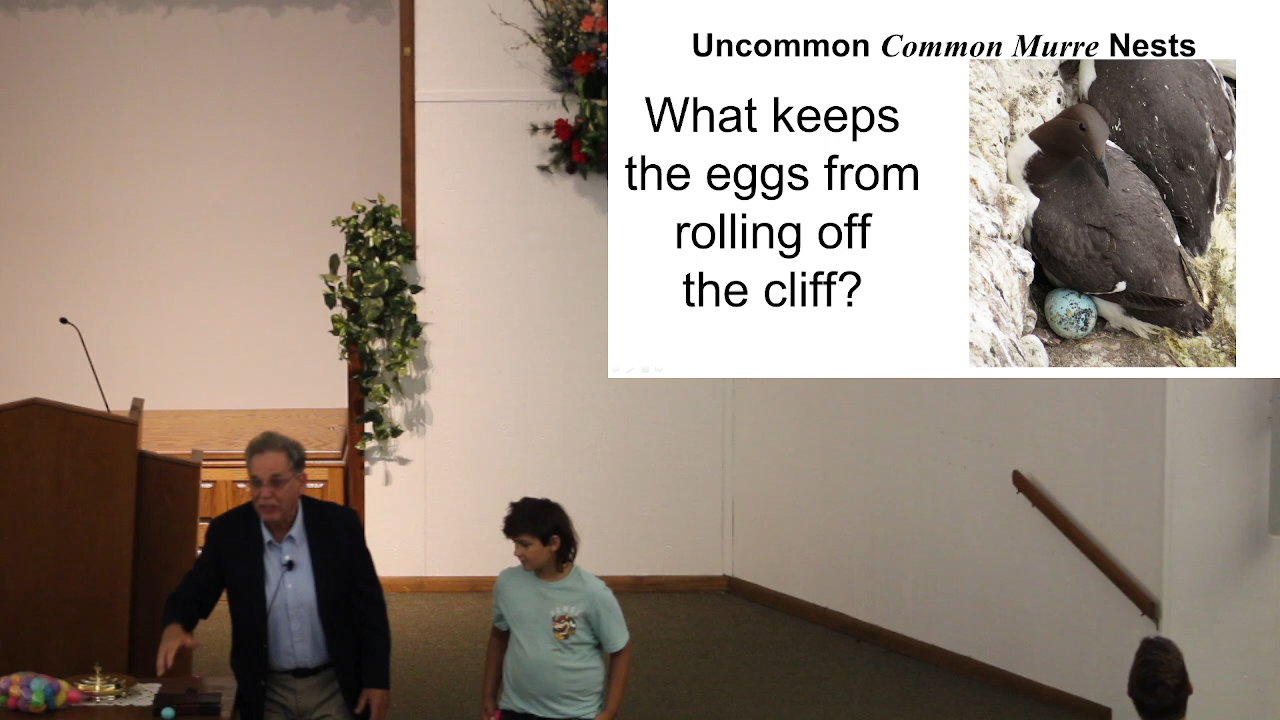 Uncommon Common Murre Nests
What keeps
the eggs from
rolling off
the cliff?